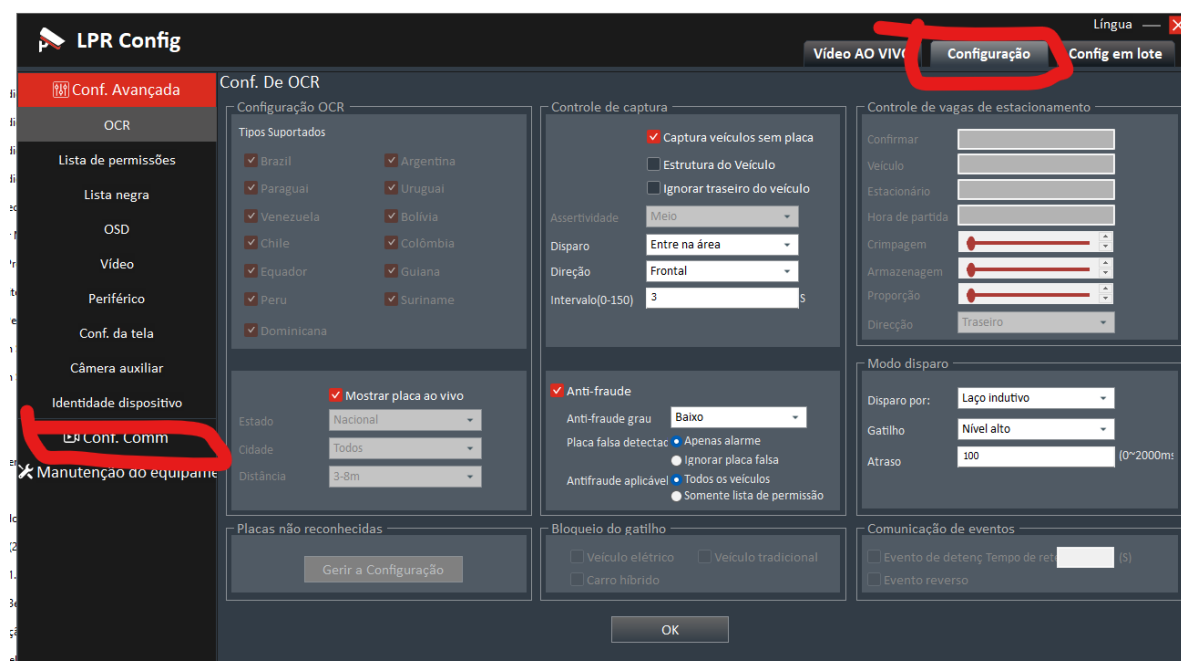 Língua
LPR Config
Vídeo AO VIVO
Configuração
Config em lote
Conf. Avançada
OCR
Lista de permissões
Lista negra
OSD
Vídeo
Periférico
Conf. da tela
Câmera auxiliar
Identidade dispositivo
Conf. Comm
Manutenção do equipame
Conf. De OCR
Configuração OCR
Tipos Suportados
Brazil Argentina
Paraguai Uruguai
Venezuela Bolívia
Chile Colômbia
Equador Guiana
Peru Suriname
Dominicana
Mostrar placa ao vivo
Estado Nacional
Cidade Todos
Distância 3-8m
Placas não reconhecidas
Gerir a Configuração
Controle de captura
Captura veículos sem placa
Estrutura do Veículo
Ignorar traseiro do veículo
Assertividade Meio
Disparo Entre na área
Direção Frontal
Intervalo(0-150) 3 S
Anti-fraude
Anti-fraude grau Baixo
Placa falsa detectac Apenas alarme
Ignorar placa falsa
Antifraude aplicável Todos os veículos
Somente lista de permissão
Bloqueio do gatilho
Veículo elétrico Veículo tradicional
Carro híbrido
Controle de vagas de estacionamento
Confirmar
Veículo
Estacionário
Hora de partida
Crimpagem
Armazenagem
Proporção
Direcção Traseiro
Modo disparo
Disparo por: Laço indutivo
Gatilho Nível alto
Atraso 100 (0~2000ms
Comunicação de eventos
Evento de detenç Tempo de rete (S)
Evento reverso
OK